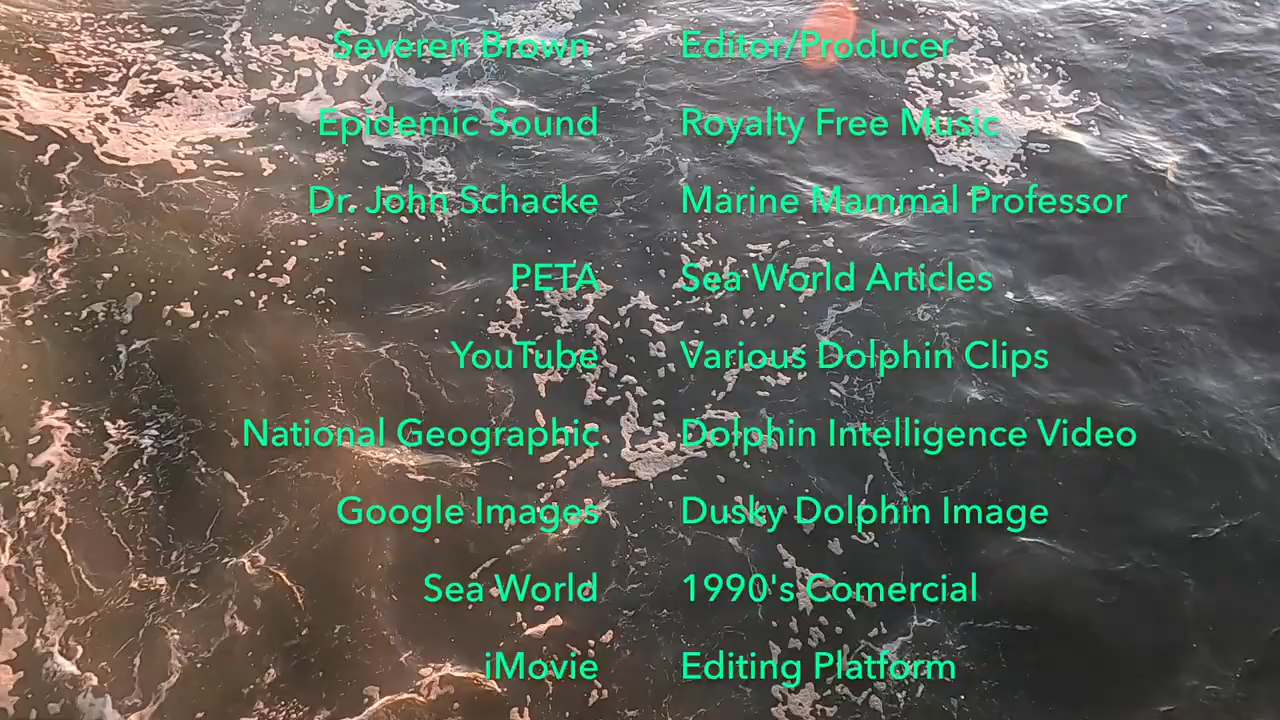 Severen Brown Editor/Producer
Epidemic Sound Royalty Free Music
Dr. John Schacke Marine Mammal Professor
PETA Sea World Articles
YouTube Various Dolphin Clips
National Geographic Dolphin Intelligence Video
Google Images Dusky Dolphin Image
Sea World 1990's Comercial
iMovie Editing Platform